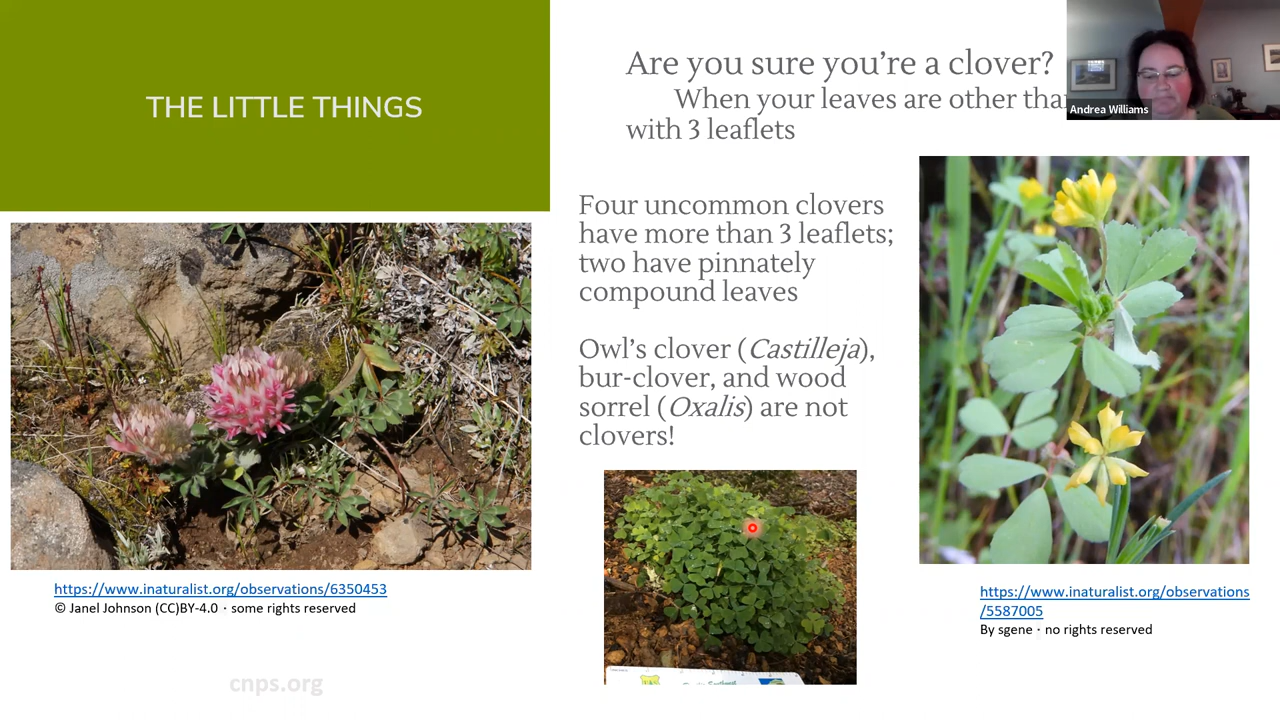 THE LITTLE THINGS
Are you sure you’re a clover?
When your leaves are other
with 3 leaflets
Andrea Williams
Four uncommon clovers
have more than 3 leaflets;
two have pinnately
compound leaves
Owl’s clover (Castilleja),
bur-clover, and wood
sorrel (Oxalis) are not
clovers!
https://www.inaturalist.org/observations/6350453
© Janel Johnson (CC)BY-4.0 · some rights reserved
https://www.inaturalist.org/observations
/5587005
By sgene · no rights reserved
cnps.org